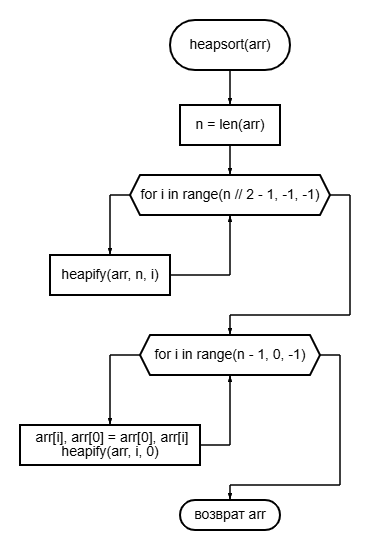 heapsort(arr)
n = len(arr)
for i in range(n // 2 - 1, -1, -1)
heapify(arr, n, i)
for i in range(n - 1, 0, -1)
arr[i], arr[0] = arr[0], arr[i]
heapify(arr, i, 0)
возврат arr